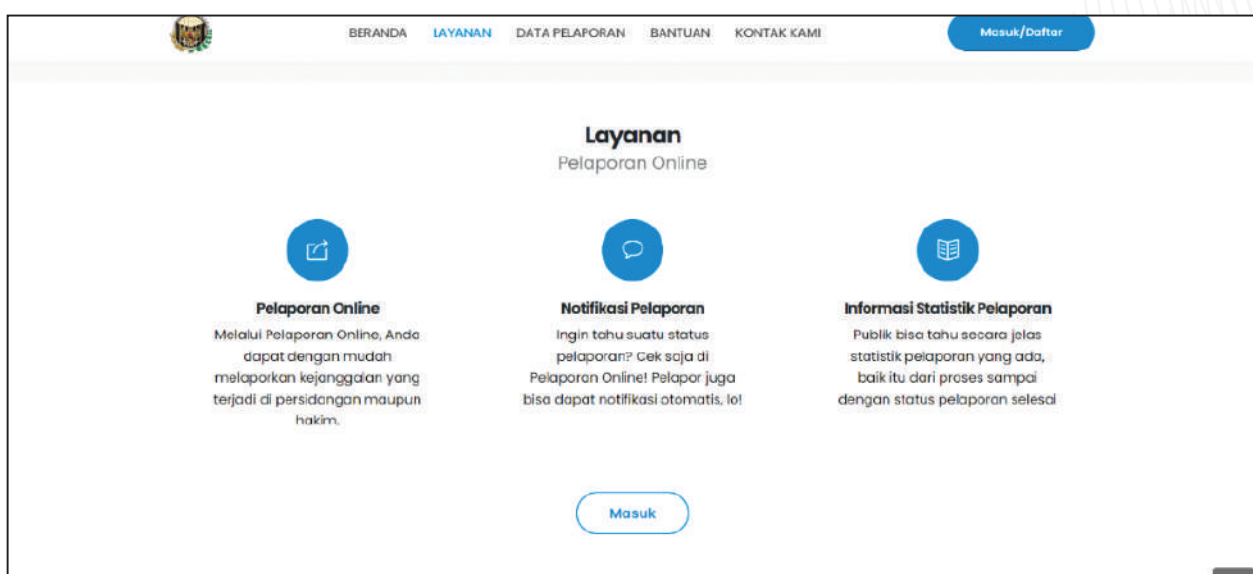 BERANDA LAYANAN DATA PELAPORAN BANTUAN KONTAK KAMI Masuk/Daftar
Layanan
Pelaporan Online
Pelaporan Online
Melalui Pelaporan Online, Anda
dapat dengan mudah
melaporkan kejanggalan yang
terjadi di persidangan maupun
hakim.
Notifikasi Pelaporan
Ingin tahu suatu status
pelaporan? Cek saja di
Pelaporan Online! Pelapor juga
bisa dapat notifikasi otomatis, lo!
Informasi Statistik Pelaporan
Publik bisa tahu secara jelas
statistik pelaporan yang ada,
baik itu dari proses sampai
dengan status pelaporan selesai
Masuk